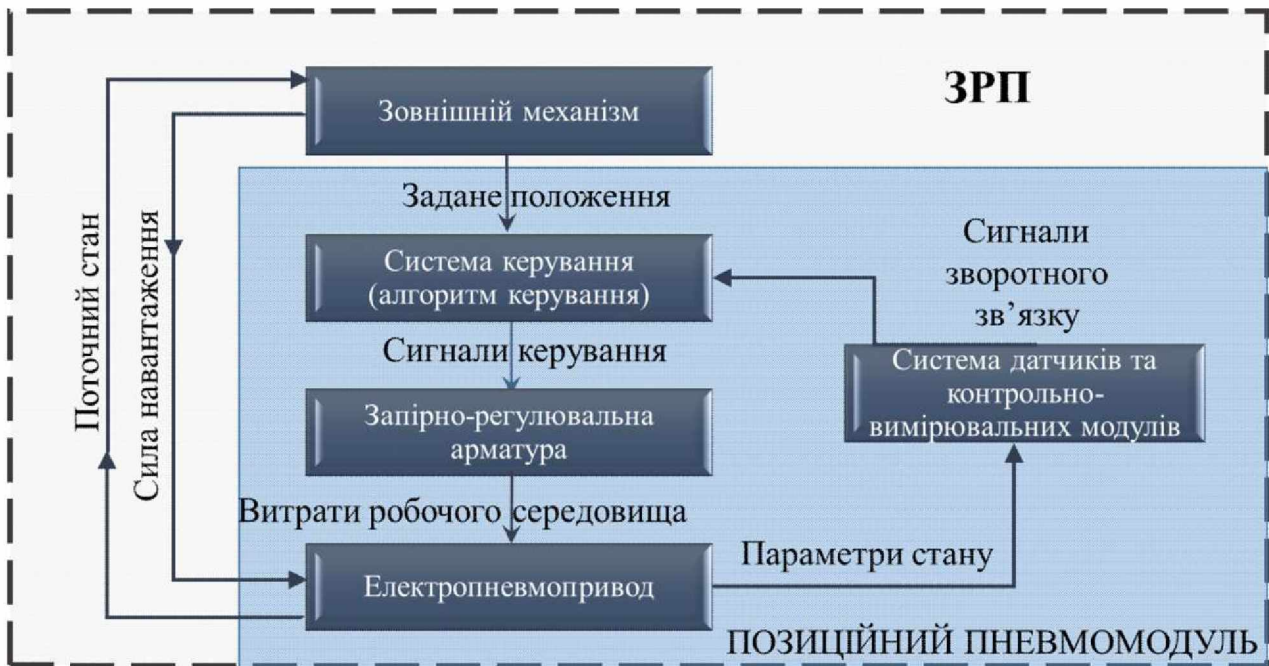 ЗРП
Зовнішній механізм
Задане положення
Система керування
(алгоритм керування)
Сигнали керування
Запірно-регулювальна
арматура
Витрати робочого середовища
Електропневмопривод
Поточний стан
Сила навантаження
Сигнали
зворотного
зв’язку
Система датчиків та
контрольно-
вимірювальних модулів
Параметри стану
ПОЗИЦІЙНИЙ ПНЕВМОМОДУЛЬ